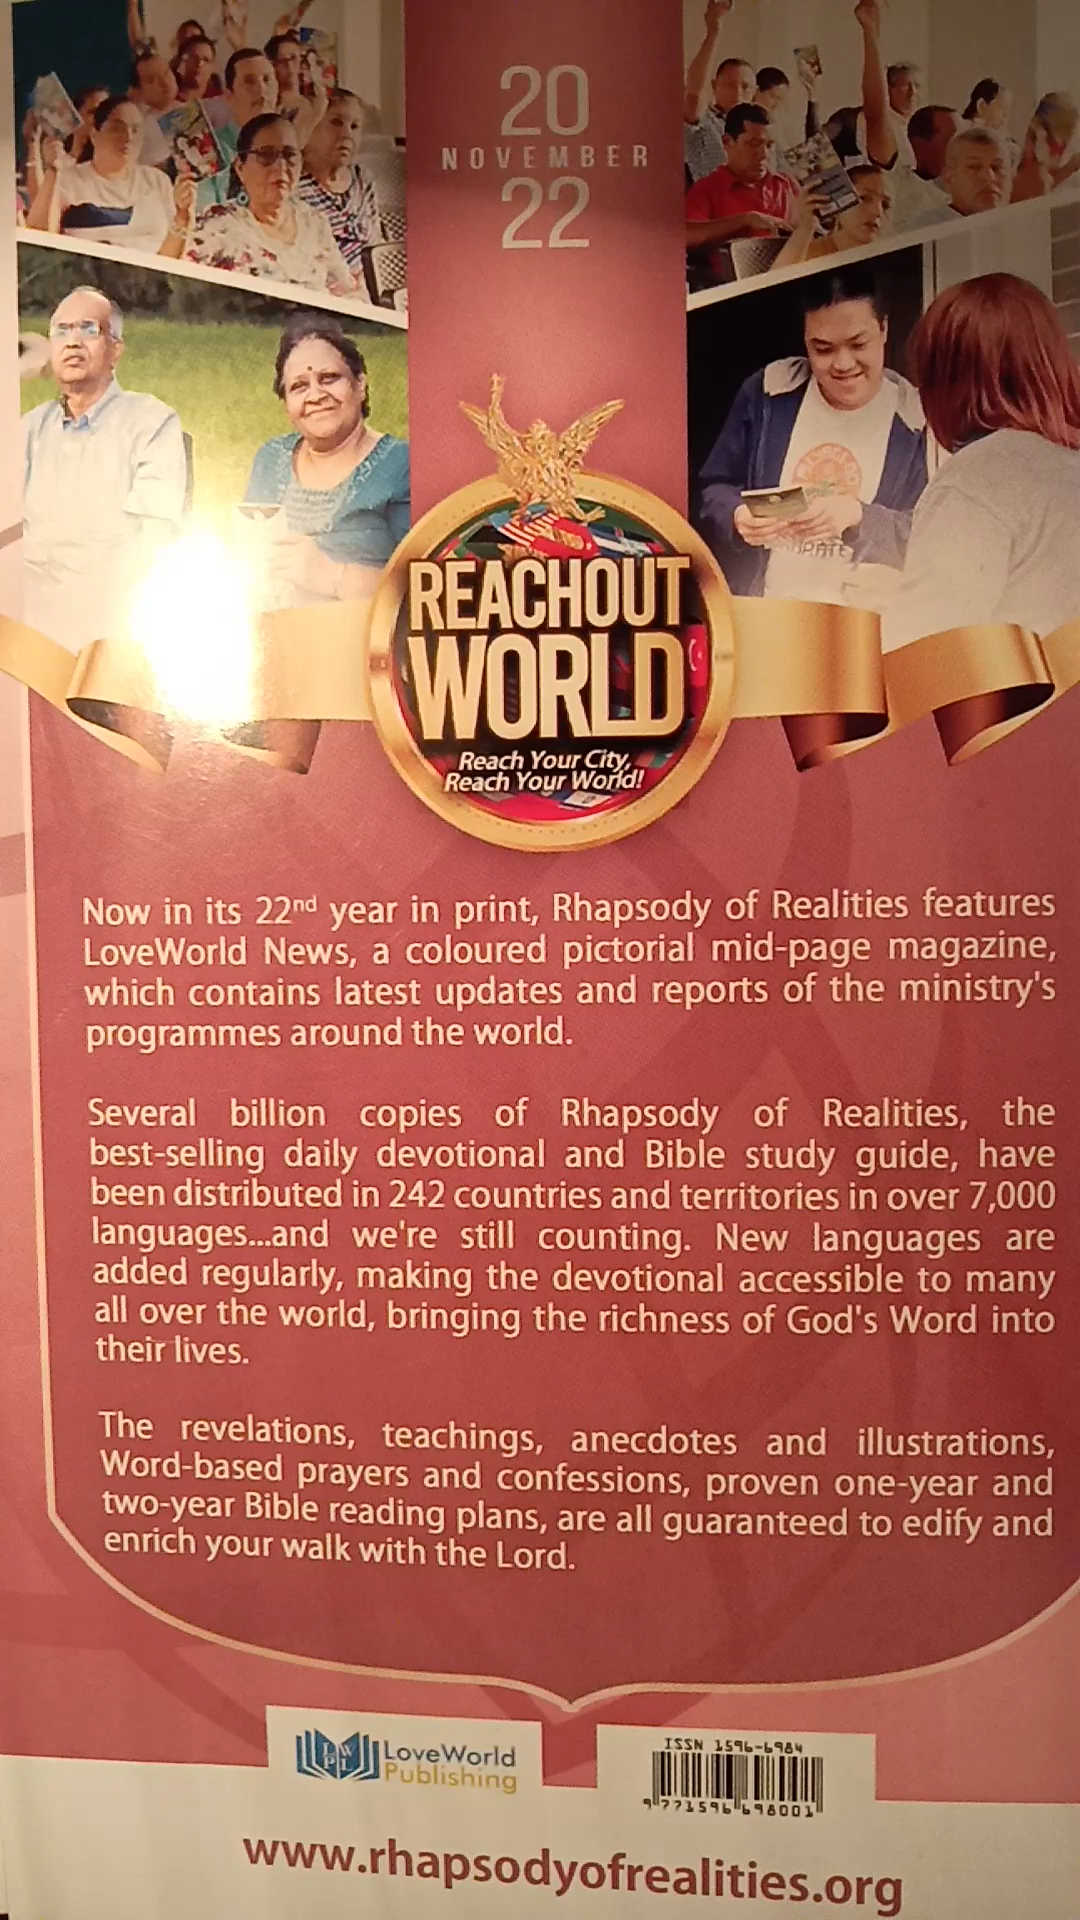 20
NOVEMBER
22
REACHOUT
WORLD
Reach Your City,
Reach Your World!
Now in its 22nd year in print, Rhapsody of Realities features
LoveWorld News, a coloured pictorial mid-page magazine,
which contains latest updates and reports of the ministry's
programmes around the world.
Several billion copies of Rhapsody of Realities, the
best-selling daily devotional and Bible study guide, have
been distributed in 242 countries and territories in over 7,000
languages...and we're still counting. New languages are
added regularly, making the devotional accessible to many
all over the world, bringing the richness of God's Word into
their lives.
The revelations, teachings, anecdotes and illustrations,
Word-based prayers and confessions, proven one-year and
two-year Bible reading plans, are all guaranteed to edify and
enrich your walk with the Lord.
LoveWorld
Publishing
ISSN 1596-6984
9 771596 698001
www.rhapsodyofrealities.org